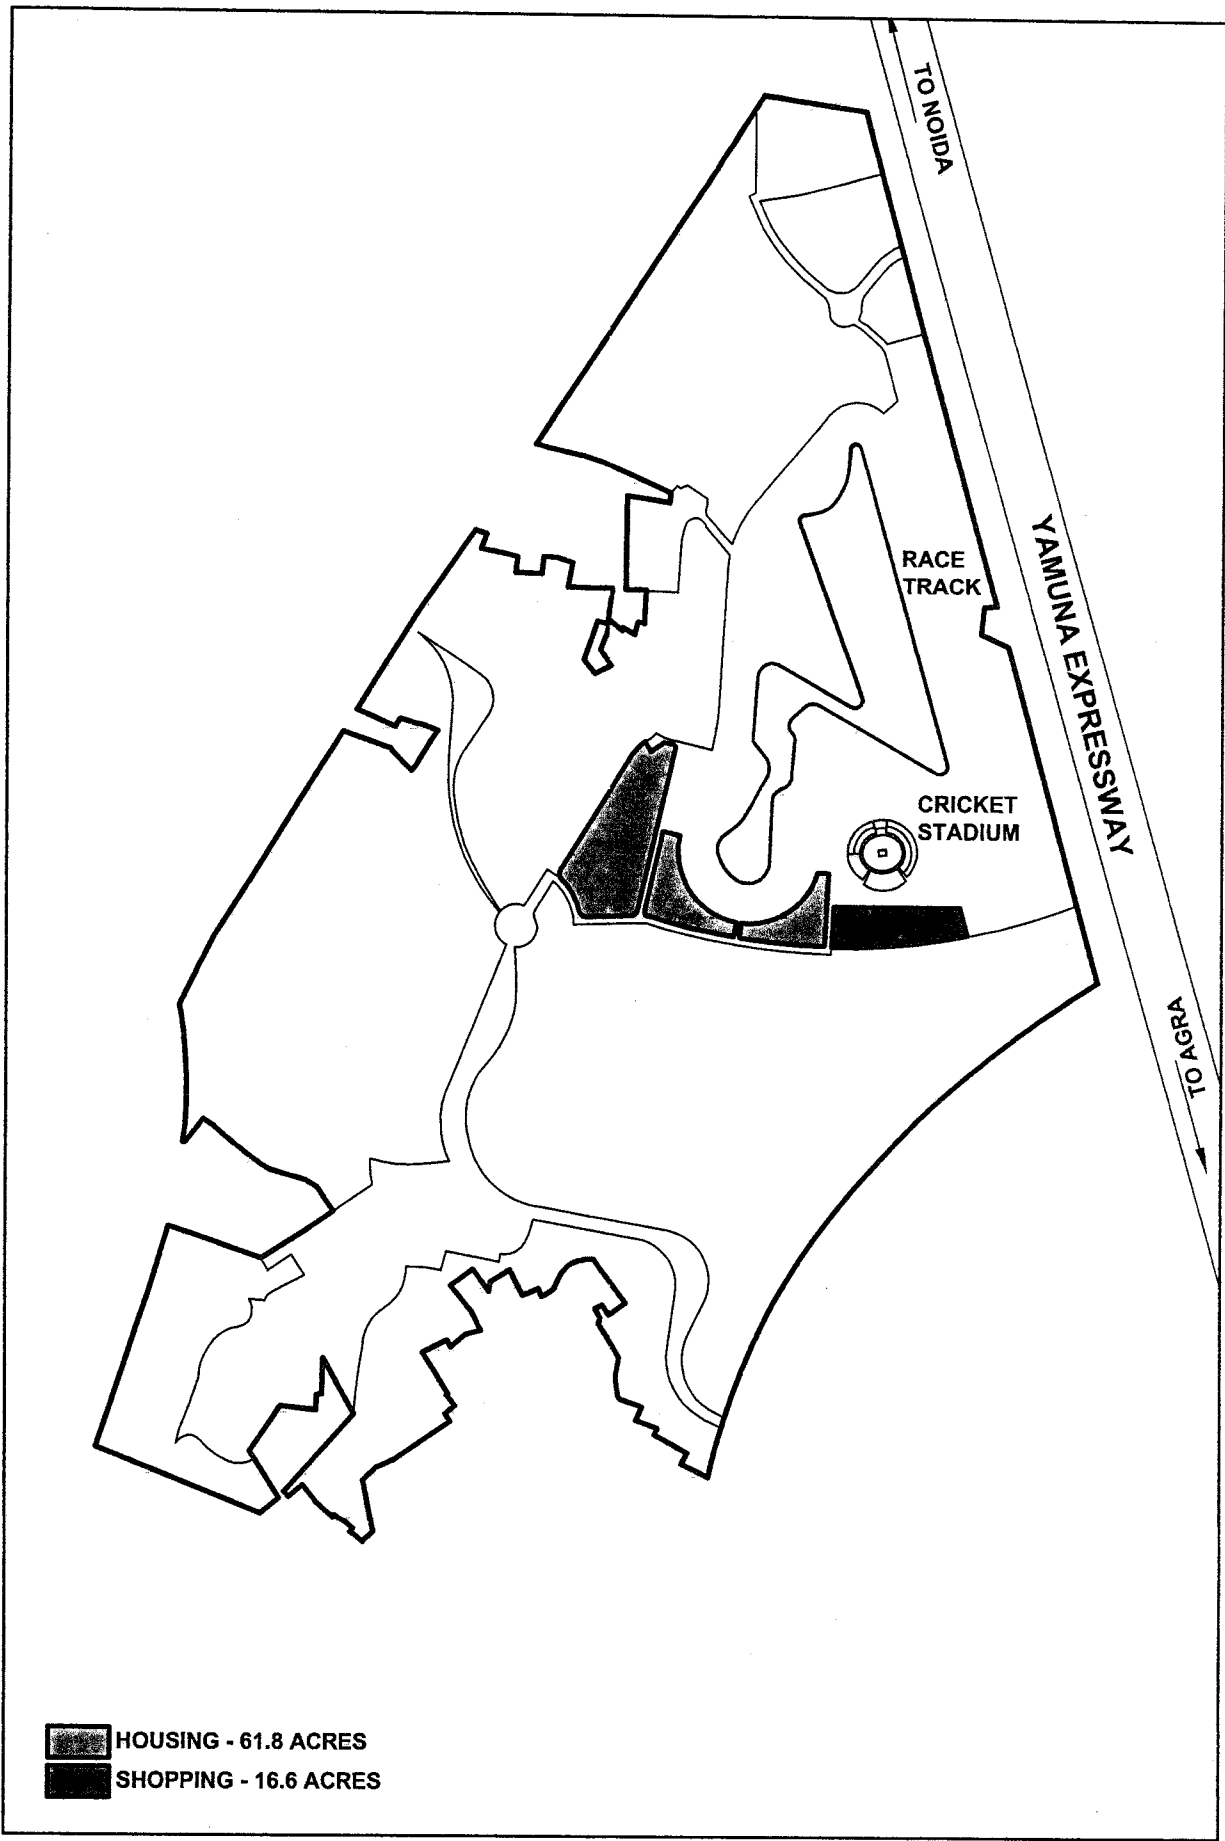 TO NOIDA
YAMUNA EXPRESSWAY
RACE
TRACK
CRICKET
STADIUM
TO AGRA
HOUSING - 61.8 ACRES
SHOPPING - 16.6 ACRES